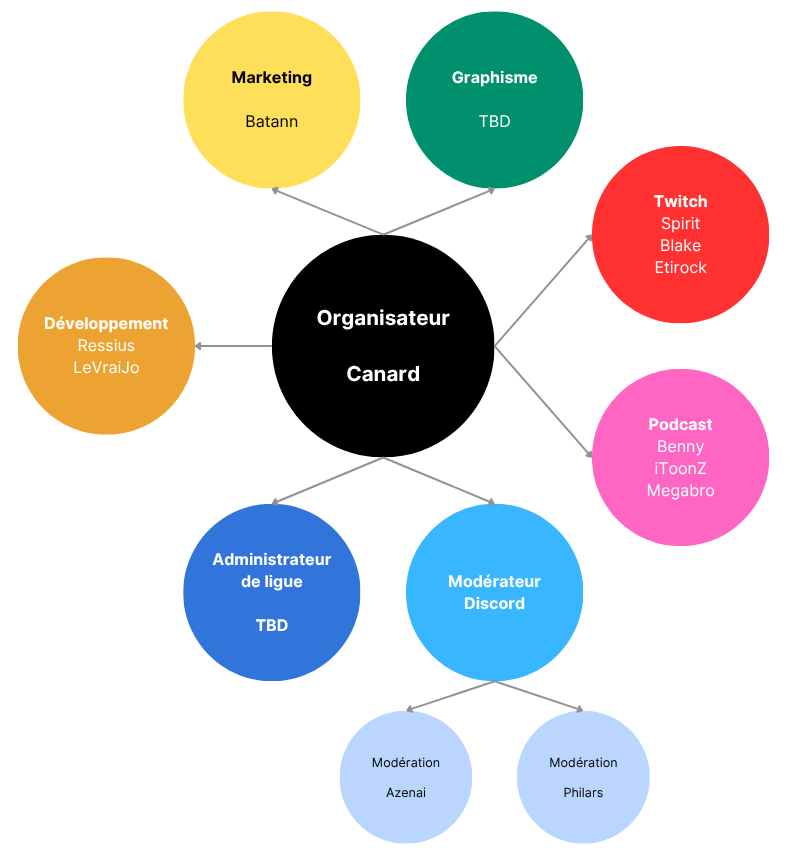 Marketing
Batann
Graphisme
TBD
Twitch
Spirit
Blake
Etirock
Organisateur
Canard
Développement
Ressius
LeVraiJo
Podcast
Benny
iToonZ
Megabro
Administrateur
de ligue
TBD
Modérateur
Discord
Modération
Azenai
Modération
Philars